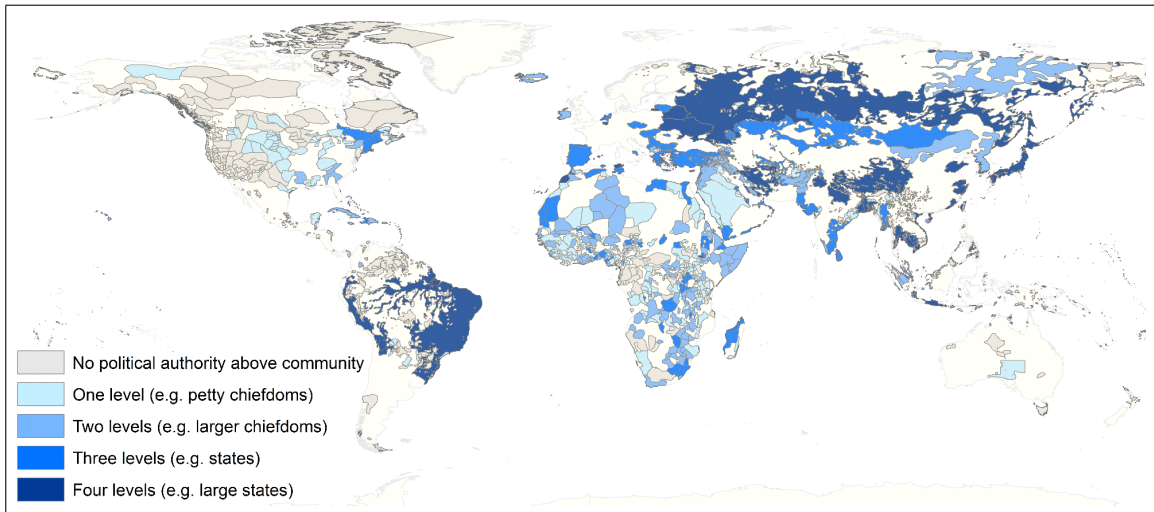 No political authority above community
One level (e.g. petty chiefdoms)
Two levels (e.g. larger chiefdoms)
Three levels (e.g. states)
Four levels (e.g. large states)